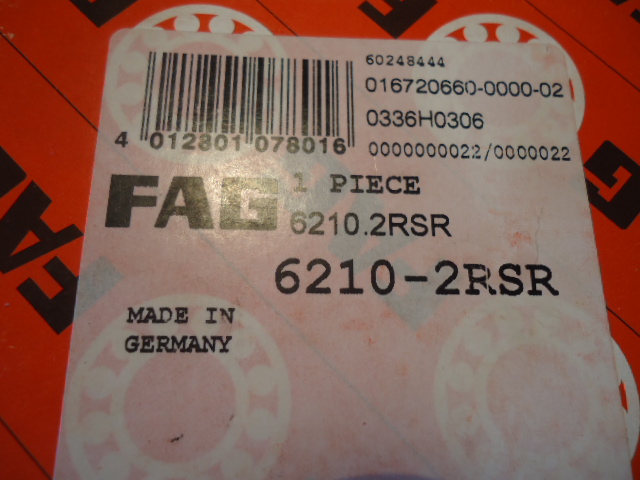 60248444
016720660-0000-02
0336H0306
0000000022/0000022
4 012801 078016
FAG
1 PIECE
6210.2RSR
6210-2RSR
MADE IN
GERMANY